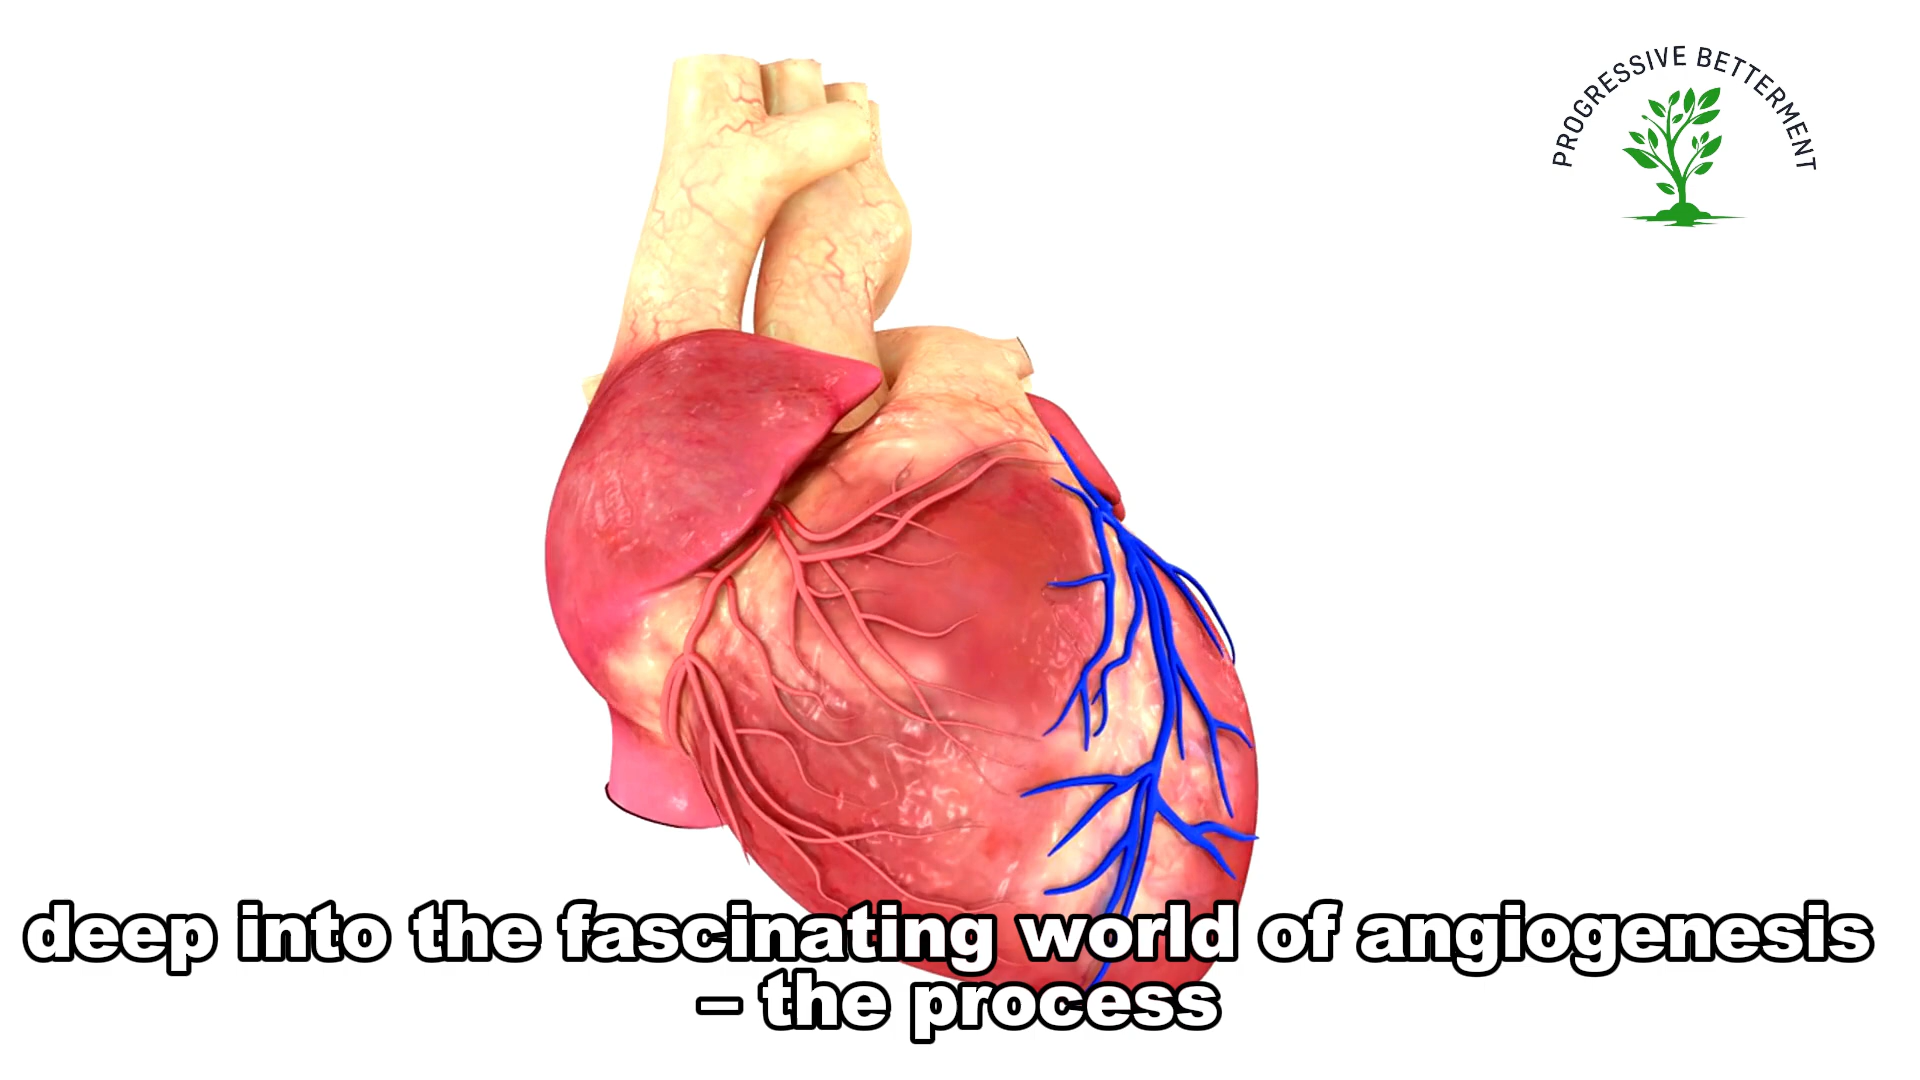 PROGRESSIVE BETTERMENT
deep into the fascinating world of angiogenesis
– the process